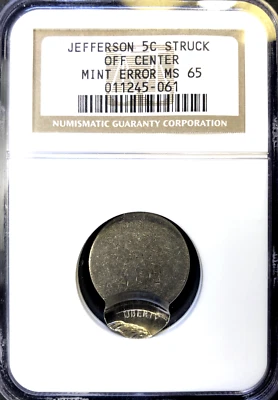 JEFFERSON 5C STRUCK
OFF CENTER
MINT ERROR MS 65
011245-061
NUMISMATIC GUARANTY CORPORATION
LIBERTY